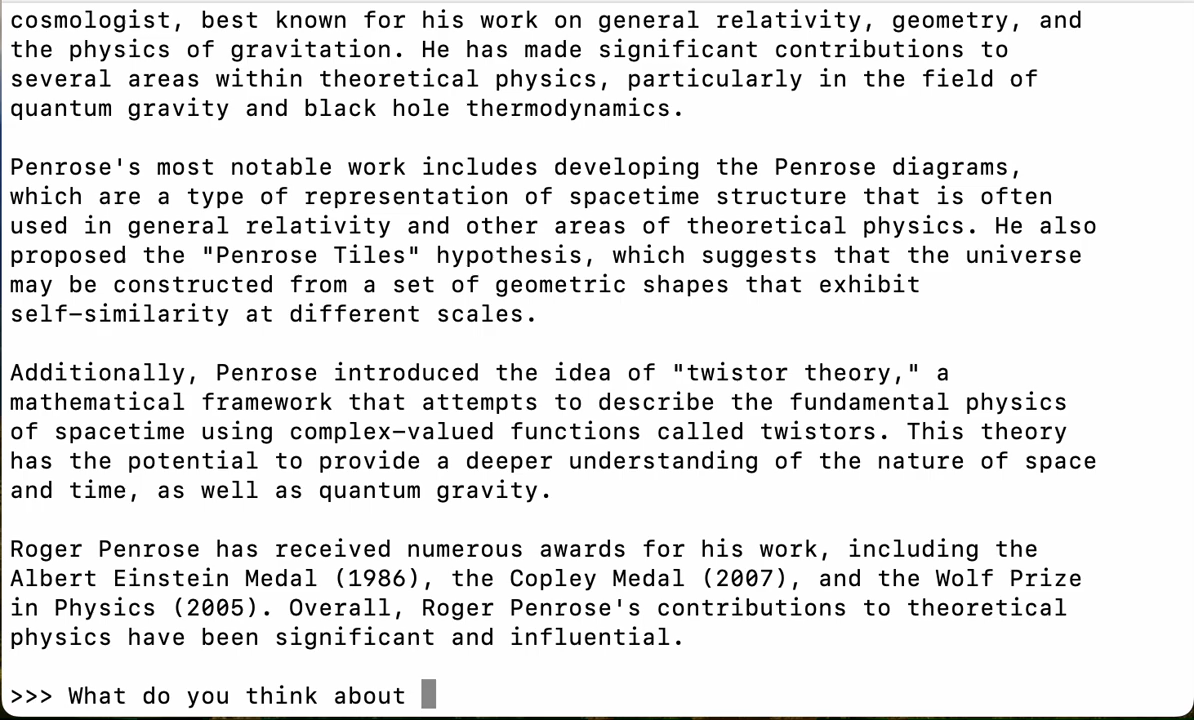 cosmologist, best known for his work on general relativity, geometry, and
the physics of gravitation. He has made significant contributions to
several areas within theoretical physics, particularly in the field of
quantum gravity and black hole thermodynamics.
Penrose's most notable work includes developing the Penrose diagrams,
which are a type of representation of spacetime structure that is often
used in general relativity and other areas of theoretical physics. He also
proposed the "Penrose Tiles" hypothesis, which suggests that the universe
may be constructed from a set of geometric shapes that exhibit
self-similarity at different scales.
Additionally, Penrose introduced the idea of "twistor theory," a
mathematical framework that attempts to describe the fundamental physics
of spacetime using complex-valued functions called twistors. This theory
has the potential to provide a deeper understanding of the nature of space
and time, as well as quantum gravity.
Roger Penrose has received numerous awards for his work, including the
Albert Einstein Medal (1986), the Copley Medal (2007), and the Wolf Prize
in Physics (2005). Overall, Roger Penrose's contributions to theoretical
physics have been significant and influential.
>>> What do you think about